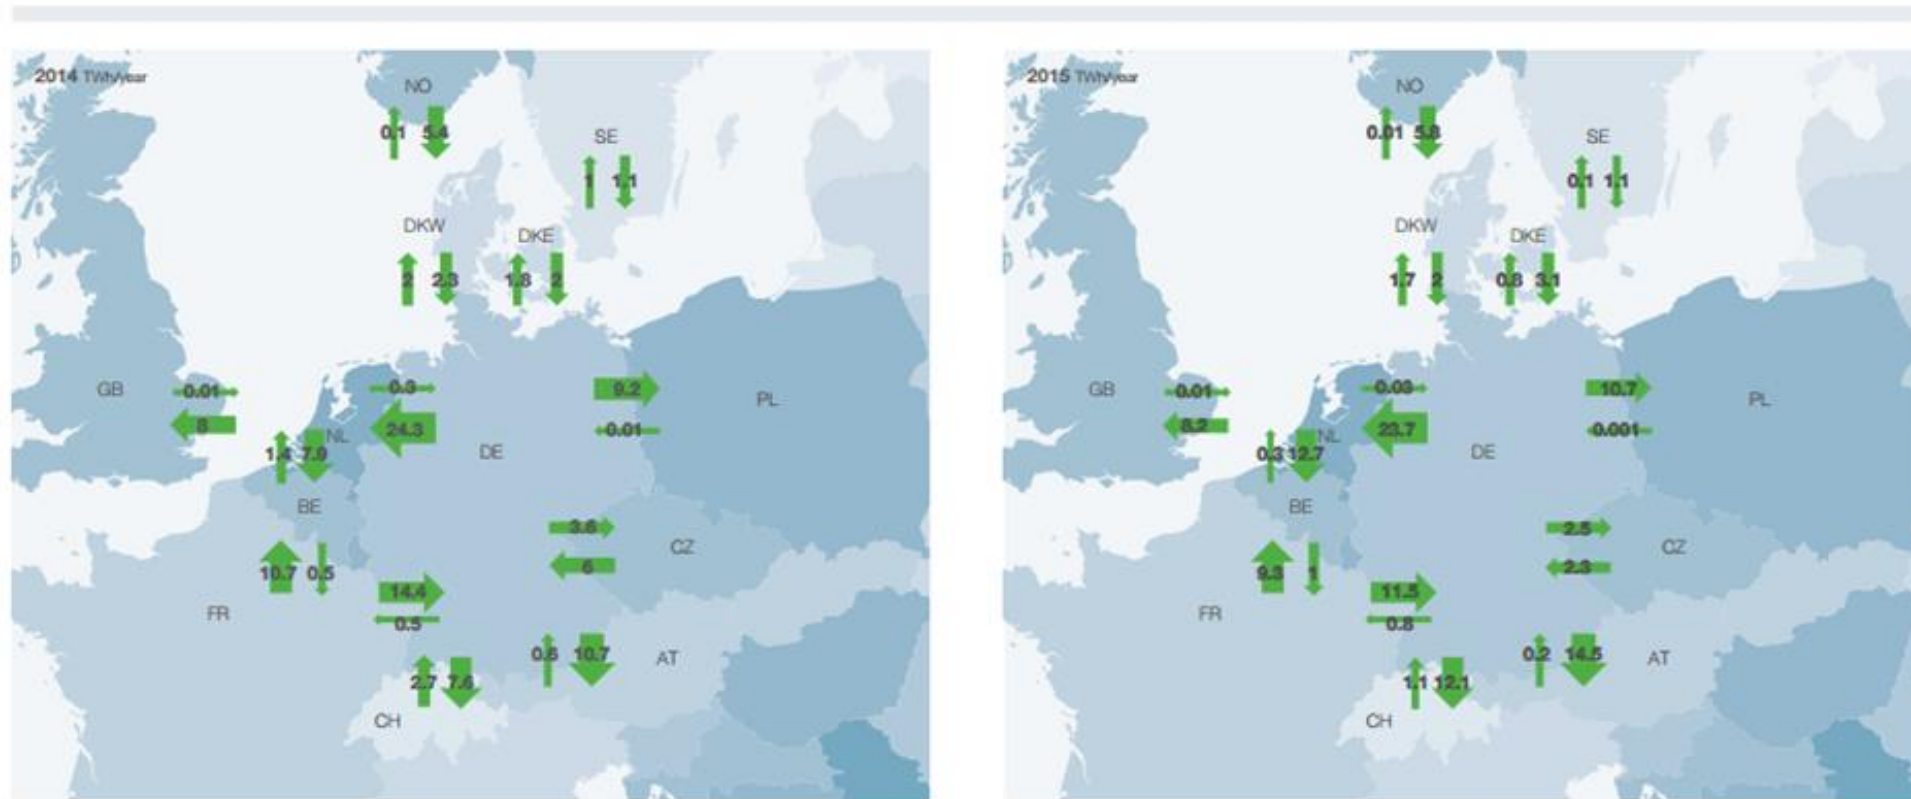 2014 TWh/year
NO
0.1 5.4
SE
1 1.1
DKW
DKE
2 2.3 1.8 2
GB
0.01
8
0.3
24.3
NL
9.2
0.01
PL
DE
1.4 7.9
BE
3.6
6
CZ
10.7 0.5
FR
14.4
0.5
0.6 10.7
AT
2.7 7.6
CH
2015 TWh/year
NO
0.01 5.8
SE
0.1 1.1
DKW
DKE
1.7 2 0.8 3.1
GB
0.01
8.2
0.03
23.7
NL
10.7
0.001
PL
DE
0.3 12.7
BE
2.5
2.3
CZ
9.3 1
FR
11.5
0.8
0.2 14.5
AT
1.1 12.1
CH